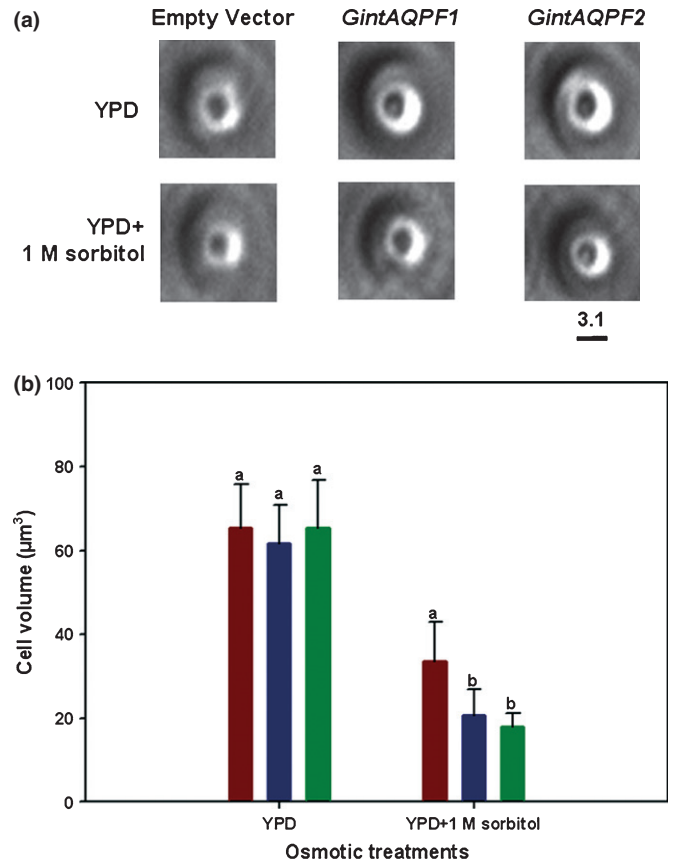 (a) Empty Vector GintAQPF1 GintAQPF2
YPD
YPD+
1 M sorbitol
3.1
(b)
100
80
60
40
20
0
Cell volume (µm³)
a a a
a b b
YPD YPD+1 M sorbitol
Osmotic treatments